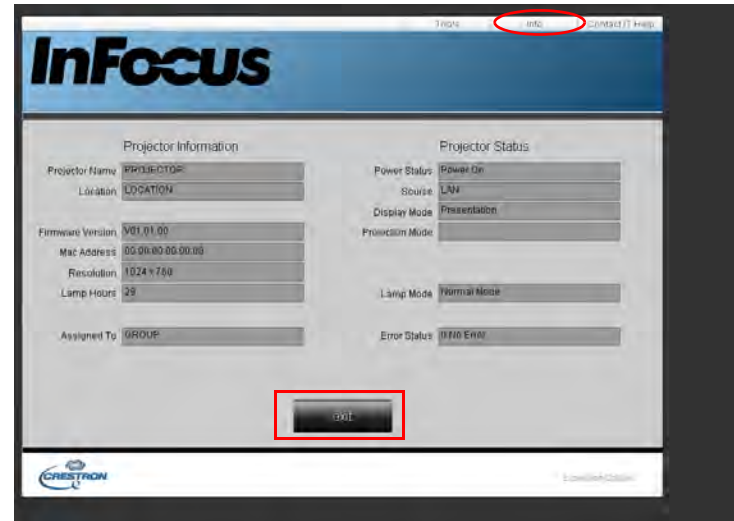 Tools Info Contact IT Help
InFocus
Projector Information
Projector Name PROJECTOR
Location LOCATION
Firmware Version V01.01.00
Mac Address 00:00:00:00:00:00
Resolution 1024 x 760
Lamp Hours 29
Assigned To GROUP
Projector Status
Power Status Power On
Source LAN
Display Mode Presentation
Projection Mode
Lamp Mode Normal Mode
Error Status 0:No Error
exit
CRESTRON